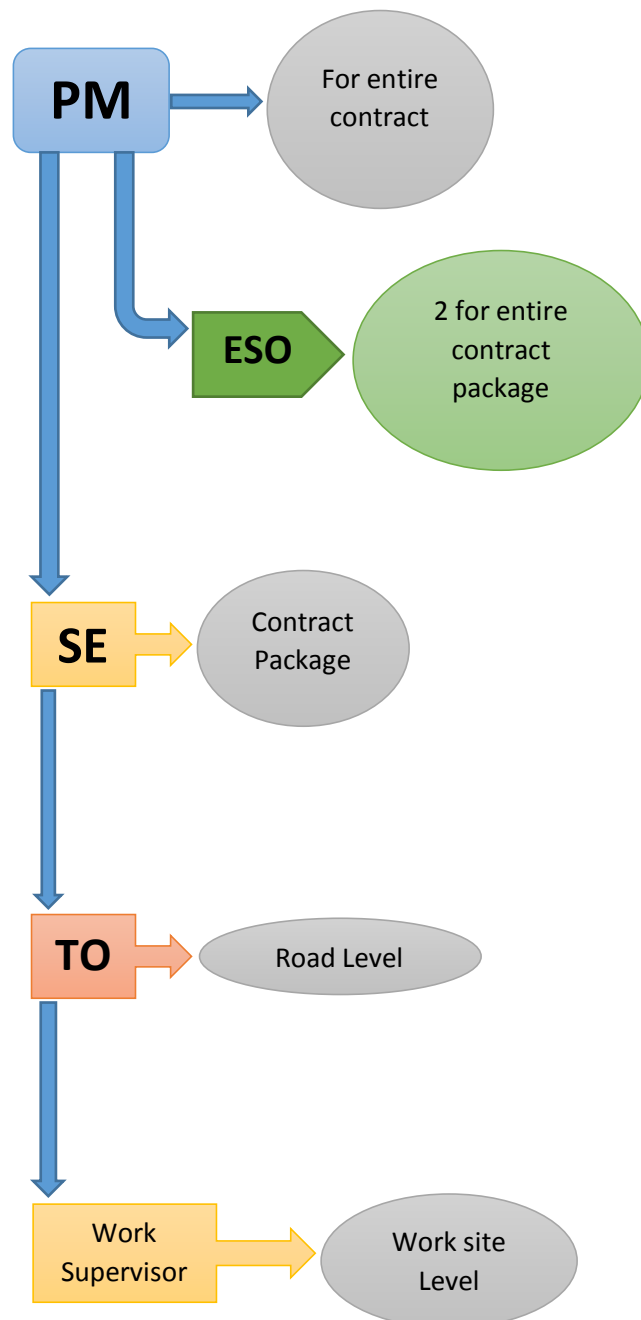 PM
For entire
contract
ESO
2 for entire
contract
package
SE
Contract
Package
TO
Road Level
Work
Supervisor
Work site
Level